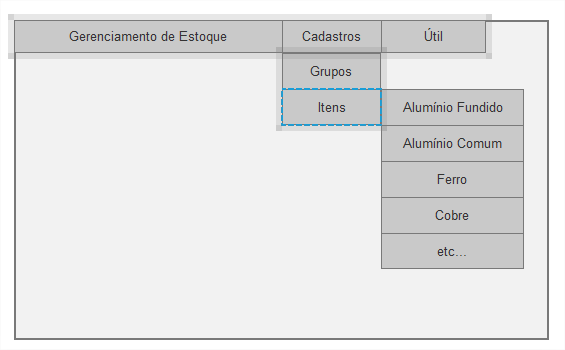 Gerenciamento de Estoque Cadastros Útil
Grupos
Itens Alumínio Fundido
Alumínio Comum
Ferro
Cobre
etc...